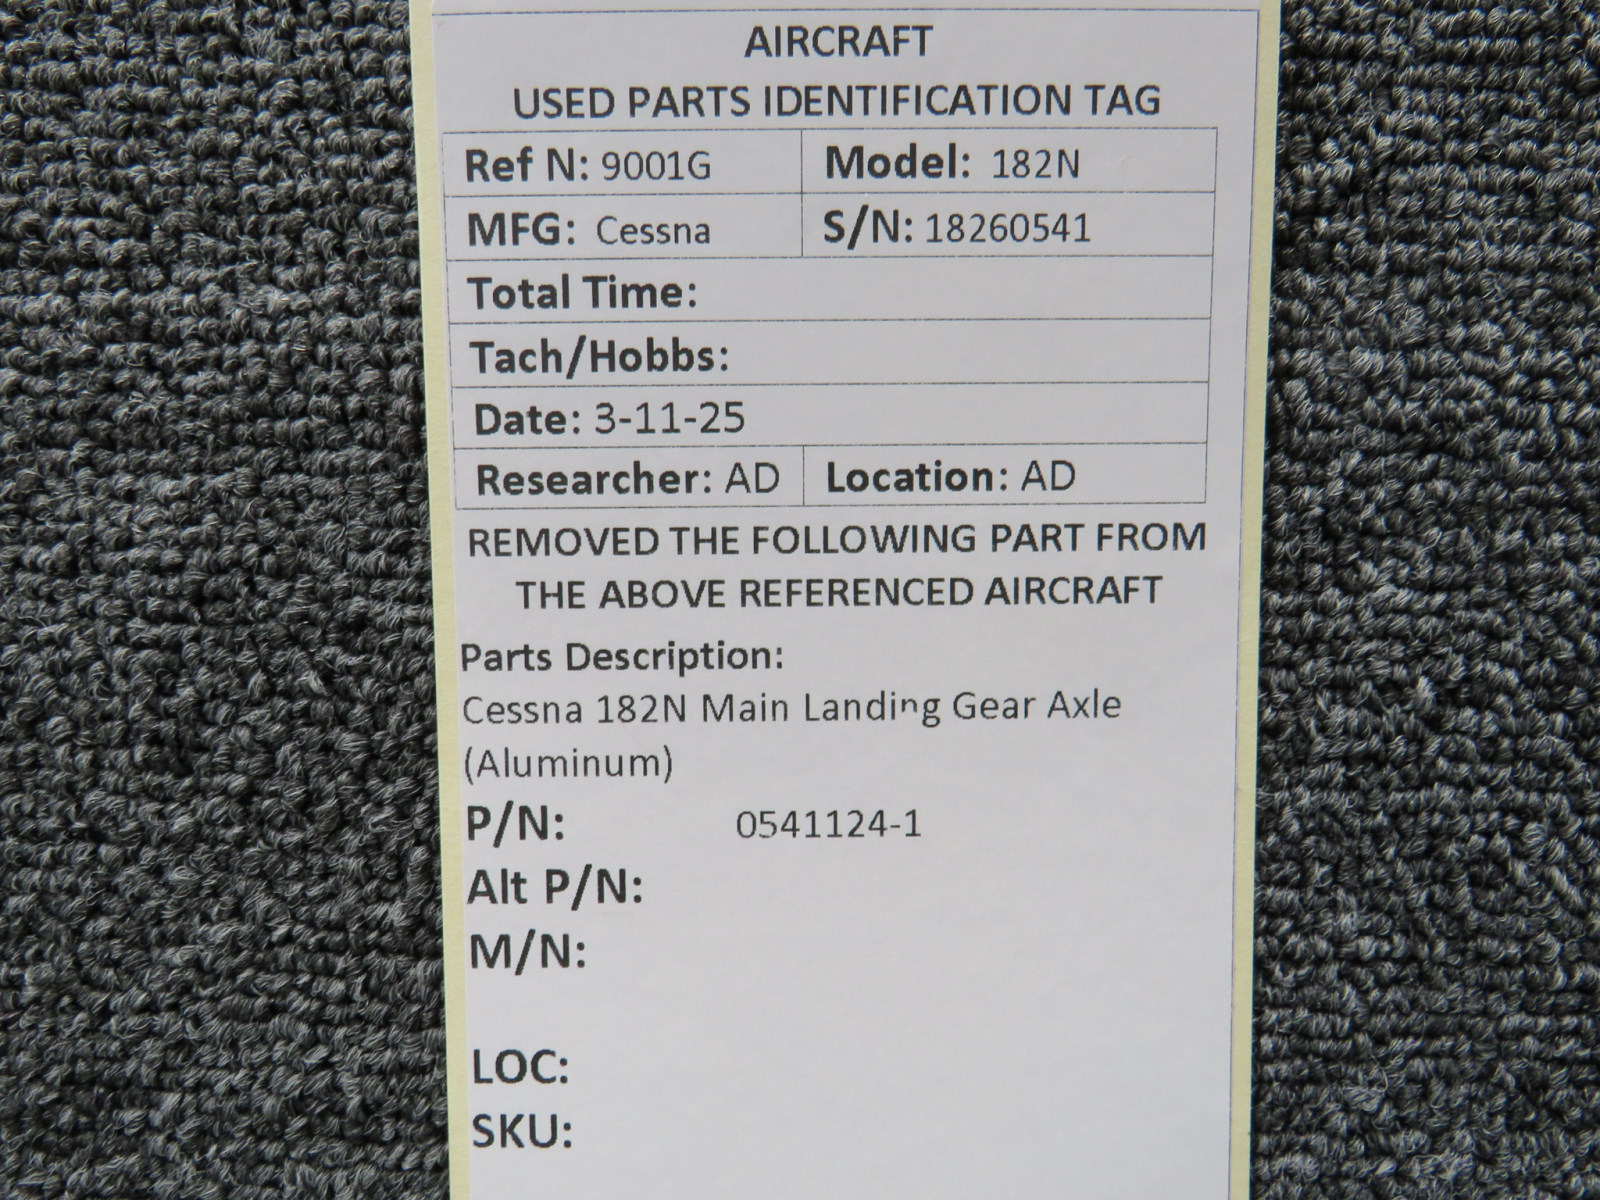 AIRCRAFT
USED PARTS IDENTIFICATION TAG
Ref N: 9001G Model: 182N
MFG: Cessna S/N: 18260541
Total Time:
Tach/Hobbs:
Date: 3-11-25
Researcher: AD Location: AD
REMOVED THE FOLLOWING PART FROM
THE ABOVE REFERENCED AIRCRAFT
Parts Description:
Cessna 182N Main Landing Gear Axle
(Aluminum)
P/N: 0541124-1
Alt P/N:
M/N:
LOC:
SKU: